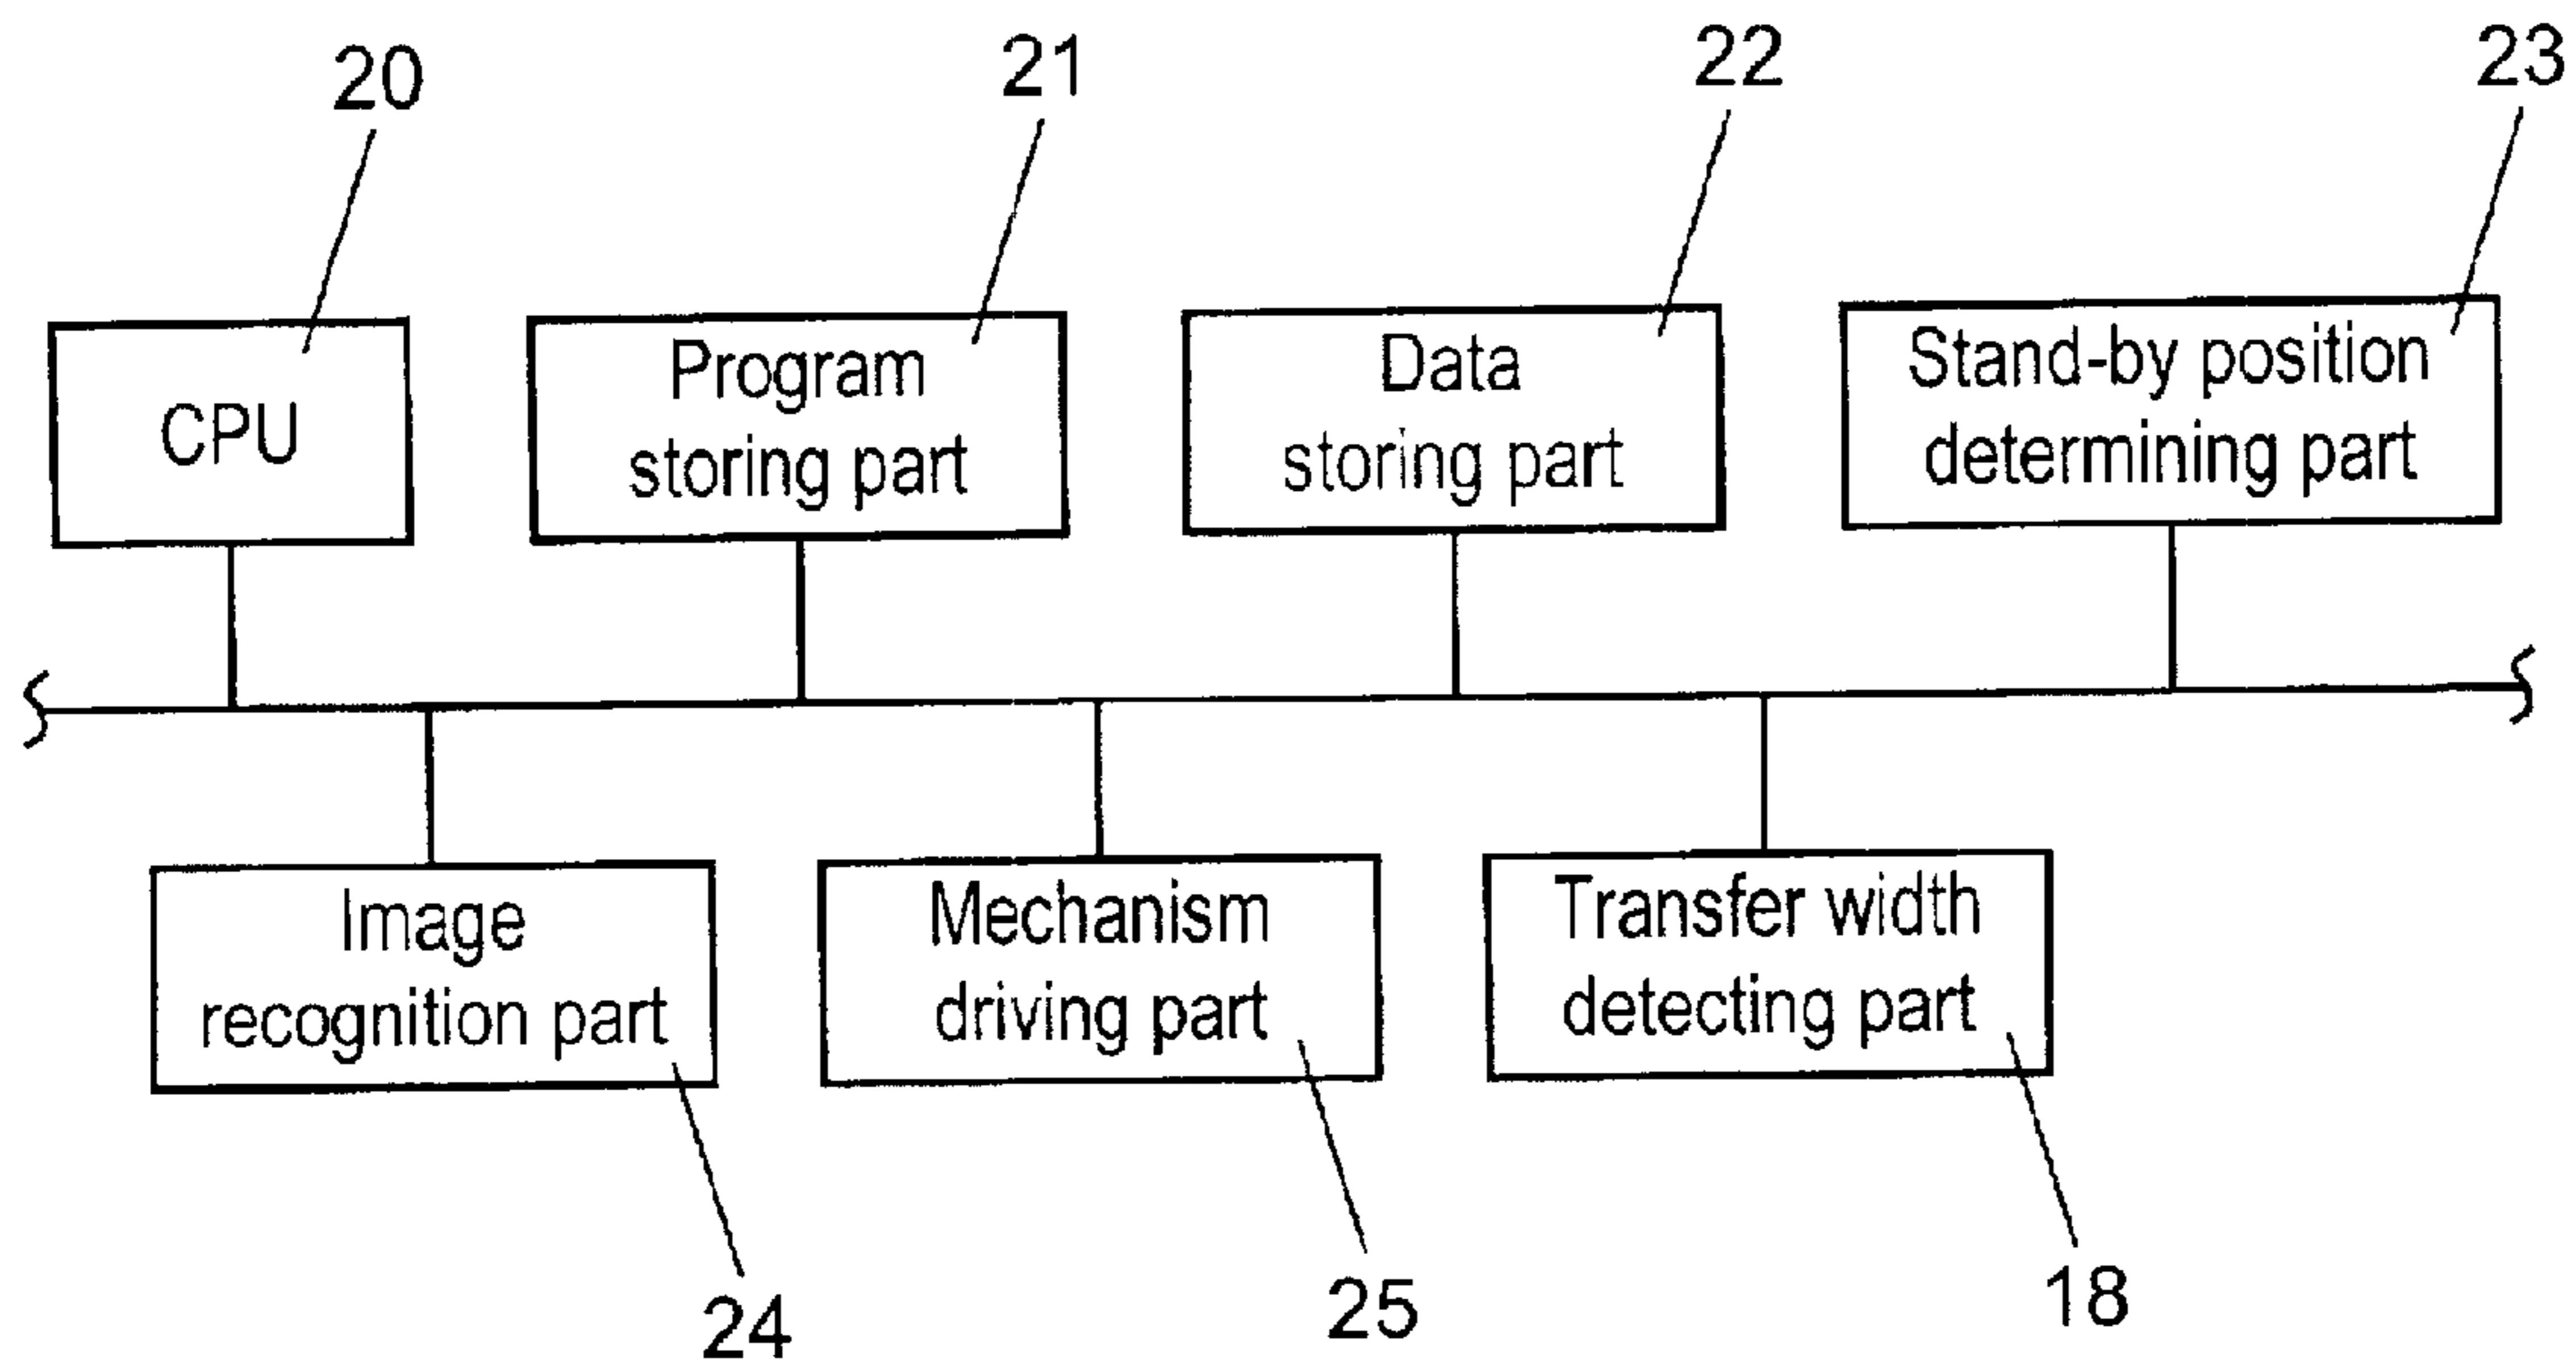 20
21
22
23
CPU
Program
storing part
Data
storing part
Stand-by position
determining part
Image
recognition part
Mechanism
driving part
Transfer width
detecting part
24
25
18